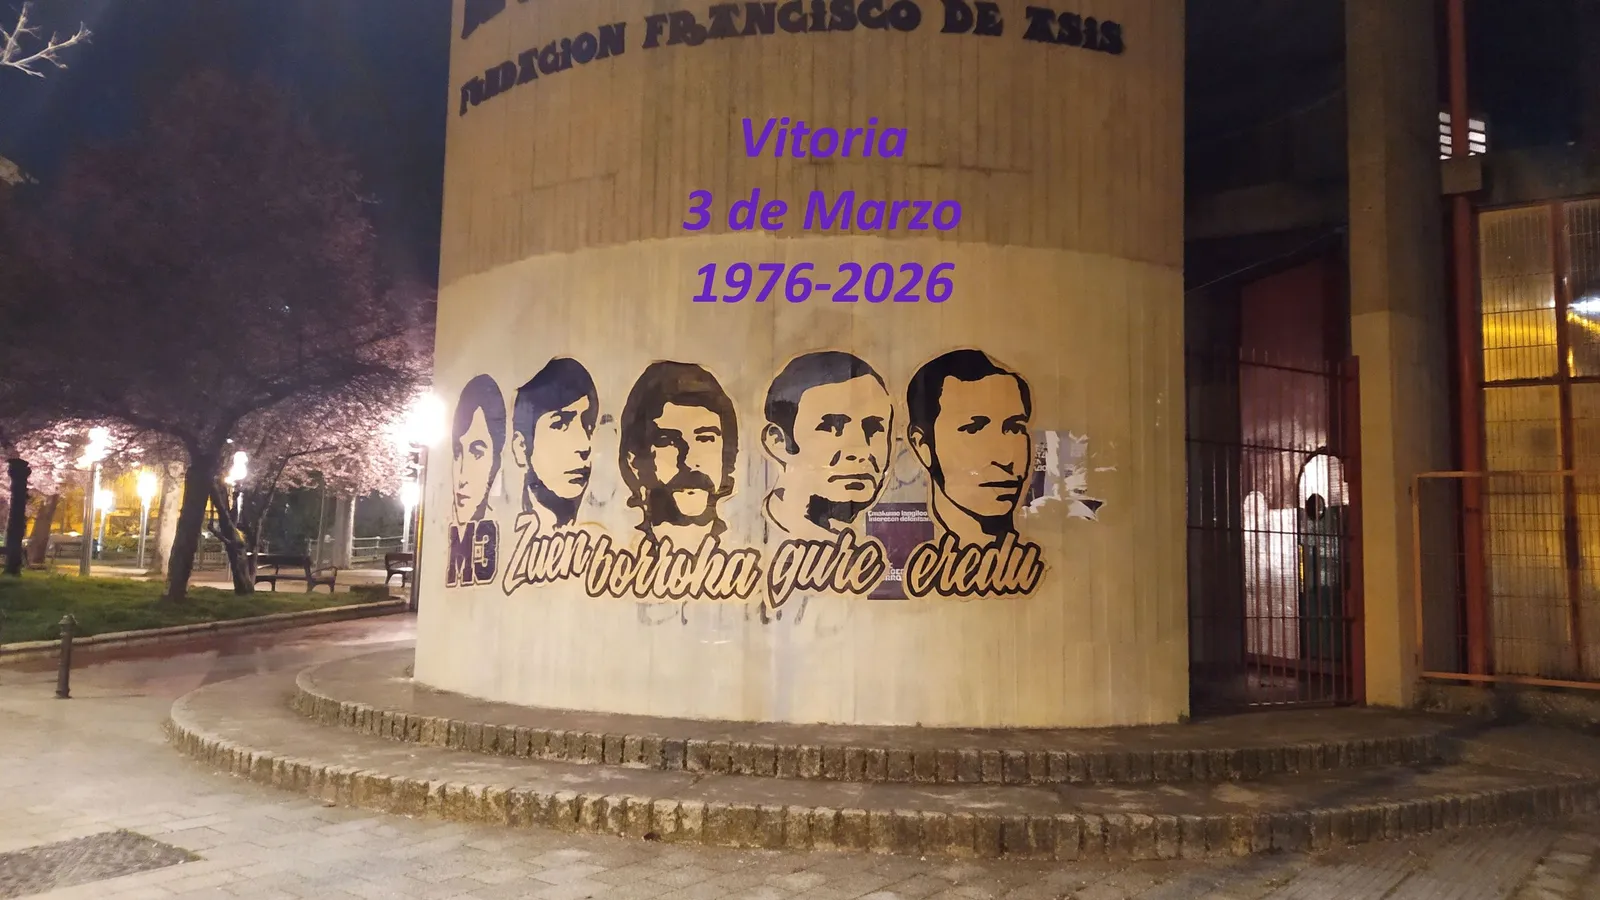 FUNDACION FRANCISCO DE ASIS
Vitoria
3 de Marzo
1976-2026
M3 Zuen borroka gure eredu